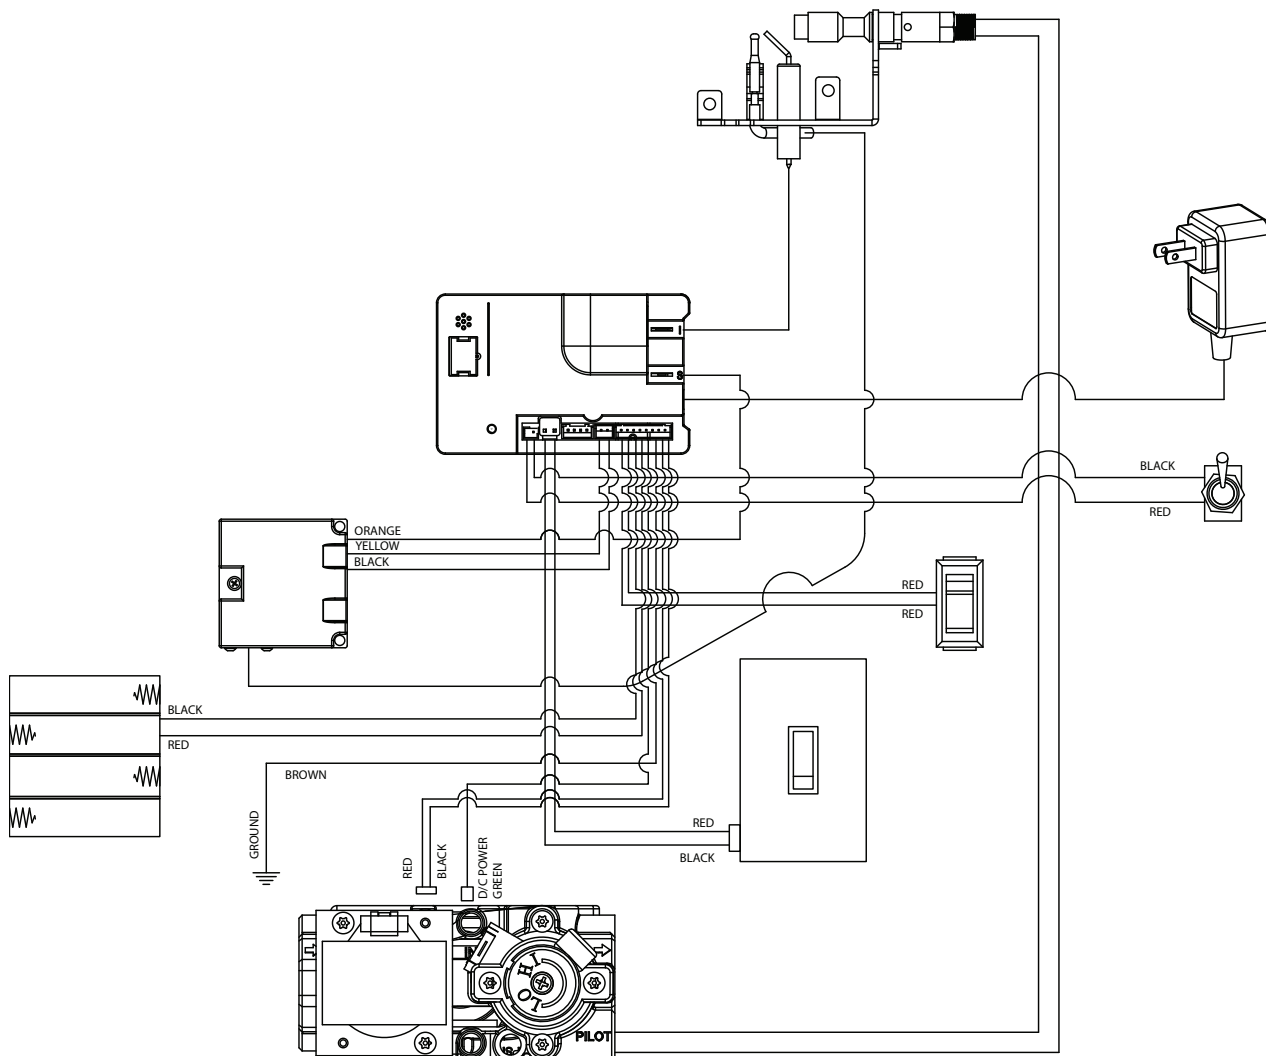 BLACK
RED
ORANGE
YELLOW
BLACK
RED
RED
BLACK
RED
BROWN
GROUND
RED
BLACK
D/C POWER
GREEN
RED
BLACK
HI
LO
PILOT